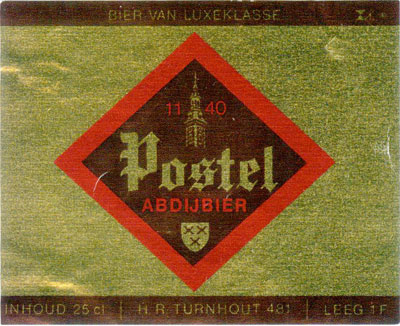 BIER VAN LUXEKLASSE
11 40
Postel
ABDIJBIER
INHOUD 25 cl | H R TURNHOUT 481 | LEEG 1 F